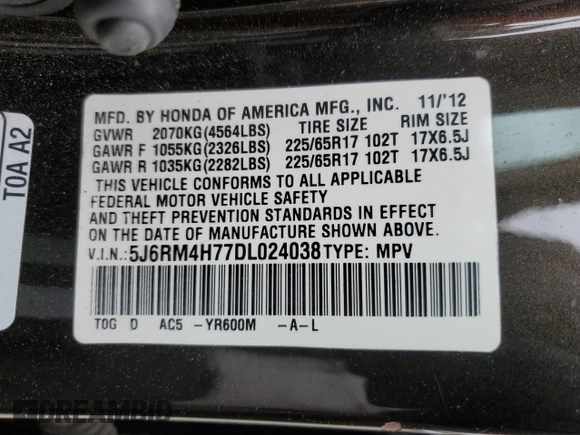 MFD. BY HONDA OF AMERICA MFG., INC. 11/'12
GVWR 2070KG(4564LBS) TIRE SIZE RIM SIZE
GAWR F 1055KG(2326LBS) 225/65R17 102T 17X6.5J
GAWR R 1035KG(2282LBS) 225/65R17 102T 17X6.5J
THIS VEHICLE CONFORMS TO ALL APPLICABLE
FEDERAL MOTOR VEHICLE SAFETY
AND THEFT PREVENTION STANDARDS IN EFFECT
ON THE DATE OF MANUFACTURE SHOWN ABOVE.
V.I.N.: 5J6RM4H77DL024038 TYPE: MPV
TOG D AC5 -YR600M -A-L
TOA A2
DREAMBID